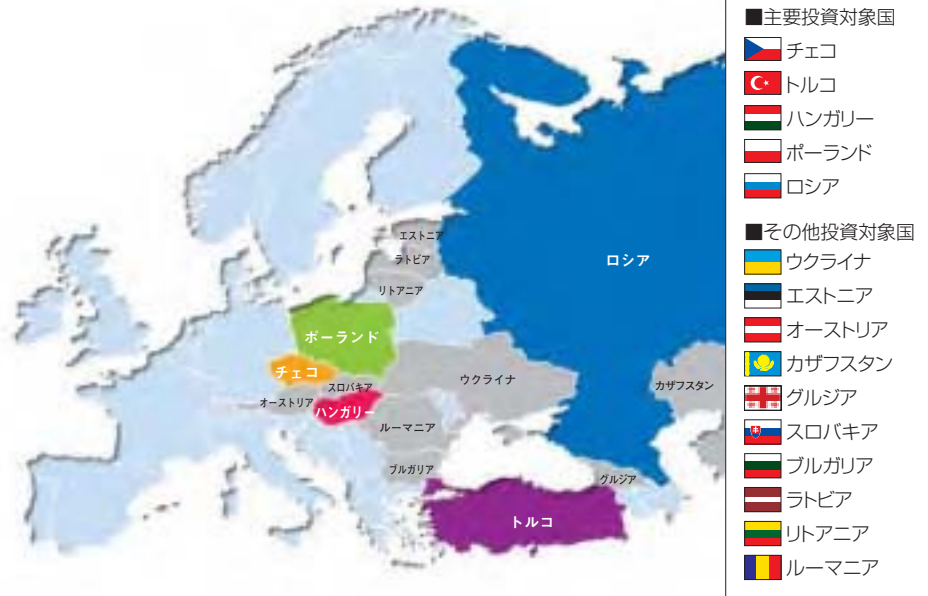 ロシア
エストニア
ラトビア
リトアニア
ポーランド
チェコ
スロバキア
オーストリア
ハンガリー
ウクライナ
カザフスタン
ルーマニア
ブルガリア
グルジア
トルコ
■主要投資対象国
チェコ
トルコ
ハンガリー
ポーランド
ロシア
■その他投資対象国
ウクライナ
エストニア
オーストリア
カザフスタン
グルジア
スロバキア
ブルガリア
ラトビア
リトアニア
ルーマニア